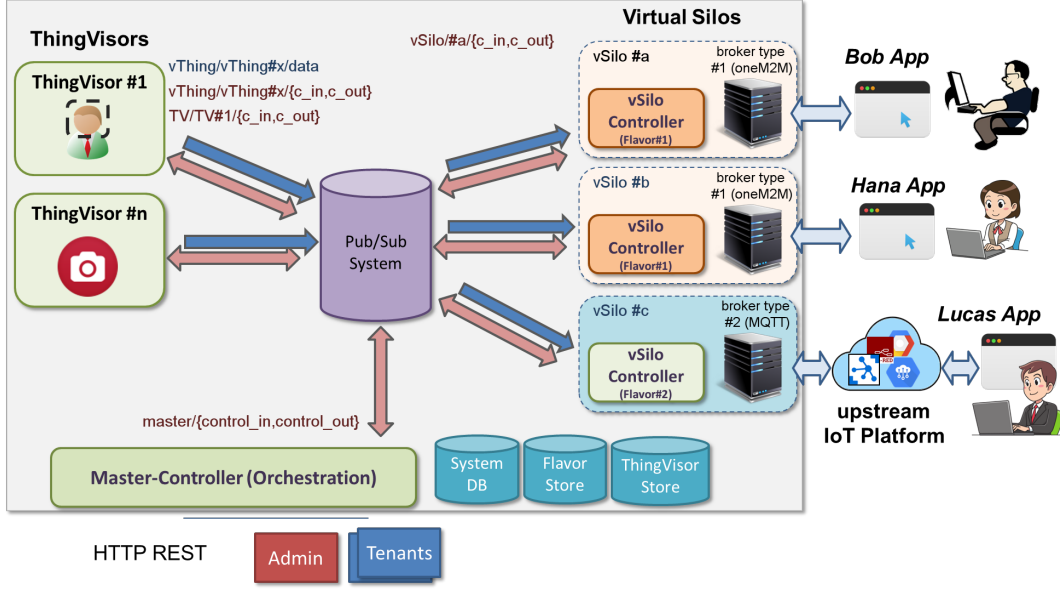 Virtual Silos
ThingVisors
ThingVisor #1
vThing/vThing#x/data
vThing/vThing#x/{c_in,c_out}
TV/TV#1/{c_in,c_out}
vSilo/#a/{c_in,c_out}
vSilo #a
broker type
#1 (oneM2M)
vSilo
Controller
(Flavor#1)
Bob App
ThingVisor #n
Pub/Sub
System
vSilo #b
broker type
#1 (oneM2M)
vSilo
Controller
(Flavor#1)
Hana App
vSilo #c
broker type
#2 (MQTT)
vSilo
Controller
(Flavor#2)
Lucas App
-RED
upstream
IoT Platform
master/{control_in,control_out}
Master-Controller (Orchestration)
System
DB
Flavor
Store
ThingVisor
Store
HTTP REST
Admin
Tenants